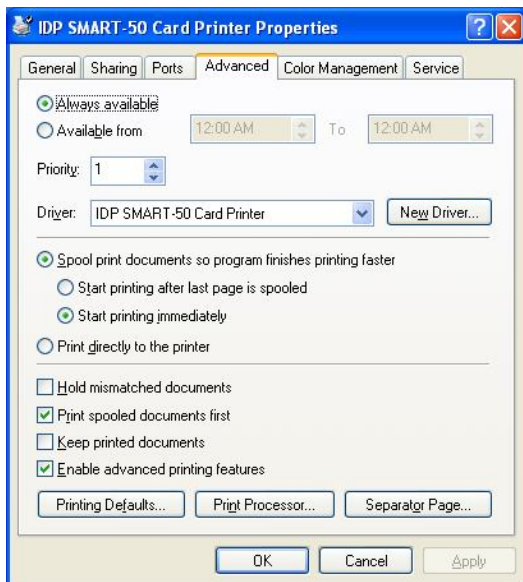 IDP SMART-50 Card Printer Properties
General Sharing Ports Advanced Color Management Service
Always available
Available from 12:00 AM To 12:00 AM
Priority: 1
Driver: IDP SMART-50 Card Printer New Driver...
Spool print documents so program finishes printing faster
Start printing after last page is spooled
Start printing immediately
Print directly to the printer
Hold mismatched documents
Print spooled documents first
Keep printed documents
Enable advanced printing features
Printing Defaults... Print Processor... Separator Page...
OK Cancel Apply